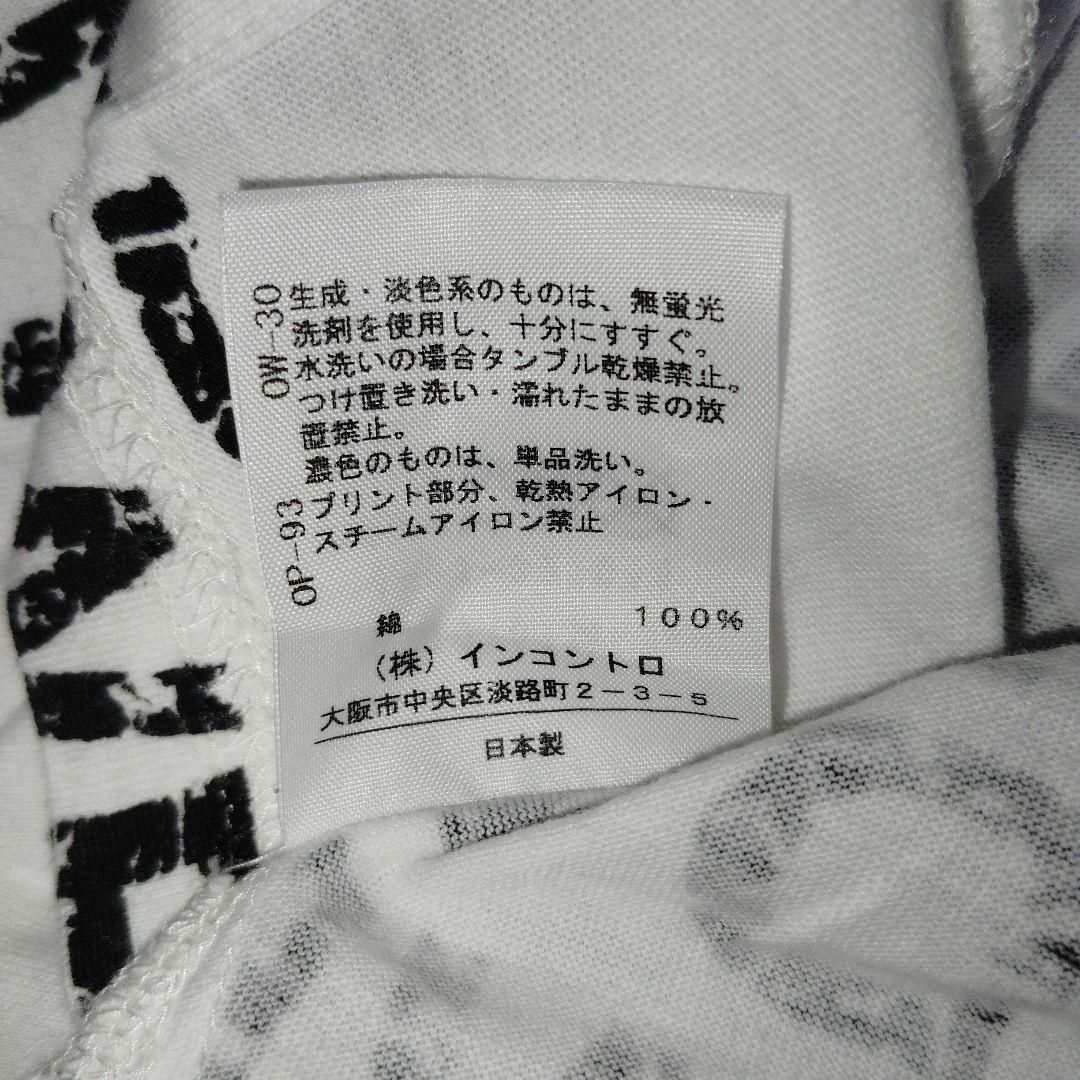 OW-30
生成・淡色系のものは、無蛍光
洗剤を使用し、十分にすすぐ。
水洗いの場合タンブル乾燥禁止。
つけ置き洗い・濡れたままの放
置禁止。
濃色のものは、単品洗い。
OP-93
プリント部分、乾熱アイロン・
スチームアイロン禁止
綿 100%
(株)インコントロ
大阪市中央区淡路町2-3-5
日本製